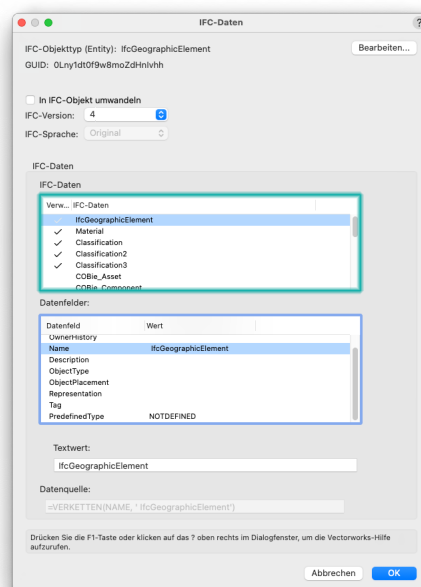 IFC-Daten
?
IFC-Objekttyp (Entity): IfcGeographicElement
Bearbeiten...
GUID: 0Lny1dt0f9w8moZdHnIvhh
In IFC-Objekt umwandeln
IFC-Version: 4
IFC-Sprache: Original
IFC-Daten
IFC-Daten
Verw... IFC-Daten
IfcGeographicElement
Material
Classification
Classification2
Classification3
COBie_Asset
COBie_Component
Datenfelder:
Datenfeld Wert
OwnerHistory
Name IfcGeographicElement
Description
ObjectType
ObjectPlacement
Representation
Tag
PredefinedType NOTDEFINED
Textwert:
IfcGeographicElement
Datenquelle:
=VERKETTEN(NAME, ' IfcGeographicElement')
Drücken Sie die F1-Taste oder klicken auf das ? oben rechts im Dialogfenster, um die Vectorworks-Hilfe
aufzurufen.
Abbrechen OK